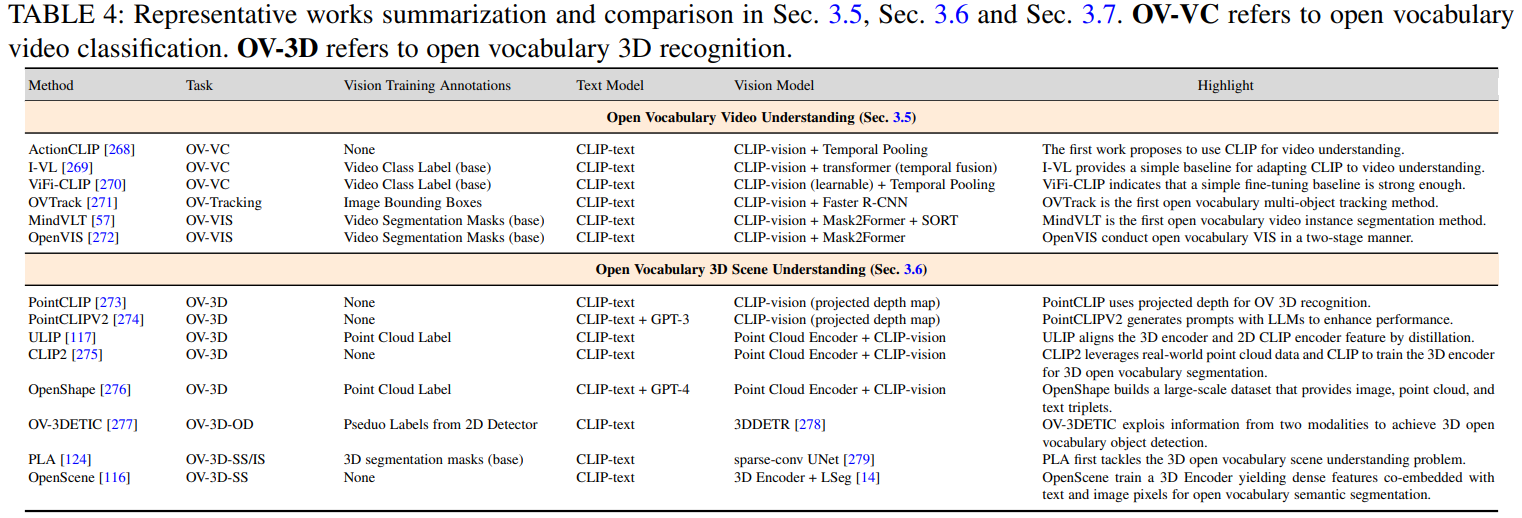 TABLE 4: Representative works summarization and comparison in Sec. 3.5, Sec. 3.6 and Sec. 3.7. OV-VC refers to open vocabulary
video classification. OV-3D refers to open vocabulary 3D recognition.
Method Task Vision Training Annotations Text Model Vision Model Highlight
Open Vocabulary Video Understanding (Sec. 3.5)
ActionCLIP [268] OV-VC None CLIP-text CLIP-vision + Temporal Pooling The first work proposes to use CLIP for video understanding.
I-VL [269] OV-VC Video Class Label (base) CLIP-text CLIP-vision + transformer (temporal fusion) I-VL provides a simple baseline for adapting CLIP to video understanding.
ViFi-CLIP [270] OV-VC Video Class Label (base) CLIP-text CLIP-vision (learnable) + Temporal Pooling ViFi-CLIP indicates that a simple fine-tuning baseline is strong enough.
OVTrack [271] OV-Tracking Image Bounding Boxes CLIP-text CLIP-vision + Faster R-CNN OVTrack is the first open vocabulary multi-object tracking method.
MindVLT [57] OV-VIS Video Segmentation Masks (base) CLIP-text CLIP-vision + Mask2Former + SORT MindVLT is the first open vocabulary video instance segmentation method.
OpenVIS [272] OV-VIS Video Segmentation Masks (base) CLIP-text CLIP-vision + Mask2Former OpenVIS conduct open vocabulary VIS in a two-stage manner.
Open Vocabulary 3D Scene Understanding (Sec. 3.6)
PointCLIP [273] OV-3D None CLIP-text CLIP-vision (projected depth map) PointCLIP uses projected depth for OV 3D recognition.
PointCLIPV2 [274] OV-3D None CLIP-text + GPT-3 CLIP-vision (projected depth map) PointCLIPV2 generates prompts with LLMs to enhance performance.
ULIP [117] OV-3D Point Cloud Label CLIP-text Point Cloud Encoder + CLIP-vision ULIP aligns the 3D encoder and 2D CLIP encoder feature by distillation.
CLIP2 [275] OV-3D None CLIP-text Point Cloud Encoder + CLIP-vision CLIP2 leverages real-world point cloud data and CLIP to train the 3D encoder
for 3D open vocabulary segmentation.
OpenShape [276] OV-3D Point Cloud Label CLIP-text + GPT-4 Point Cloud Encoder + CLIP-vision OpenShape builds a large-scale dataset that provides image, point cloud, and
text triplets.
OV-3DETIC [277] OV-3D-OD Pseduo Labels from 2D Detector CLIP-text 3DDETR [278] OV-3DETIC explois information from two modalities to achieve 3D open
vocabulary object detection.
PLA [124] OV-3D-SS/IS 3D segmentation masks (base) CLIP-text sparse-conv UNet [279] PLA first tackles the 3D open vocabulary scene understanding problem.
OpenScene [116] OV-3D-SS None CLIP-text 3D Encoder + LSeg [14] OpenScene train a 3D Encoder yielding dense features co-embedded with
text and image pixels for open vocabulary semantic segmentation.